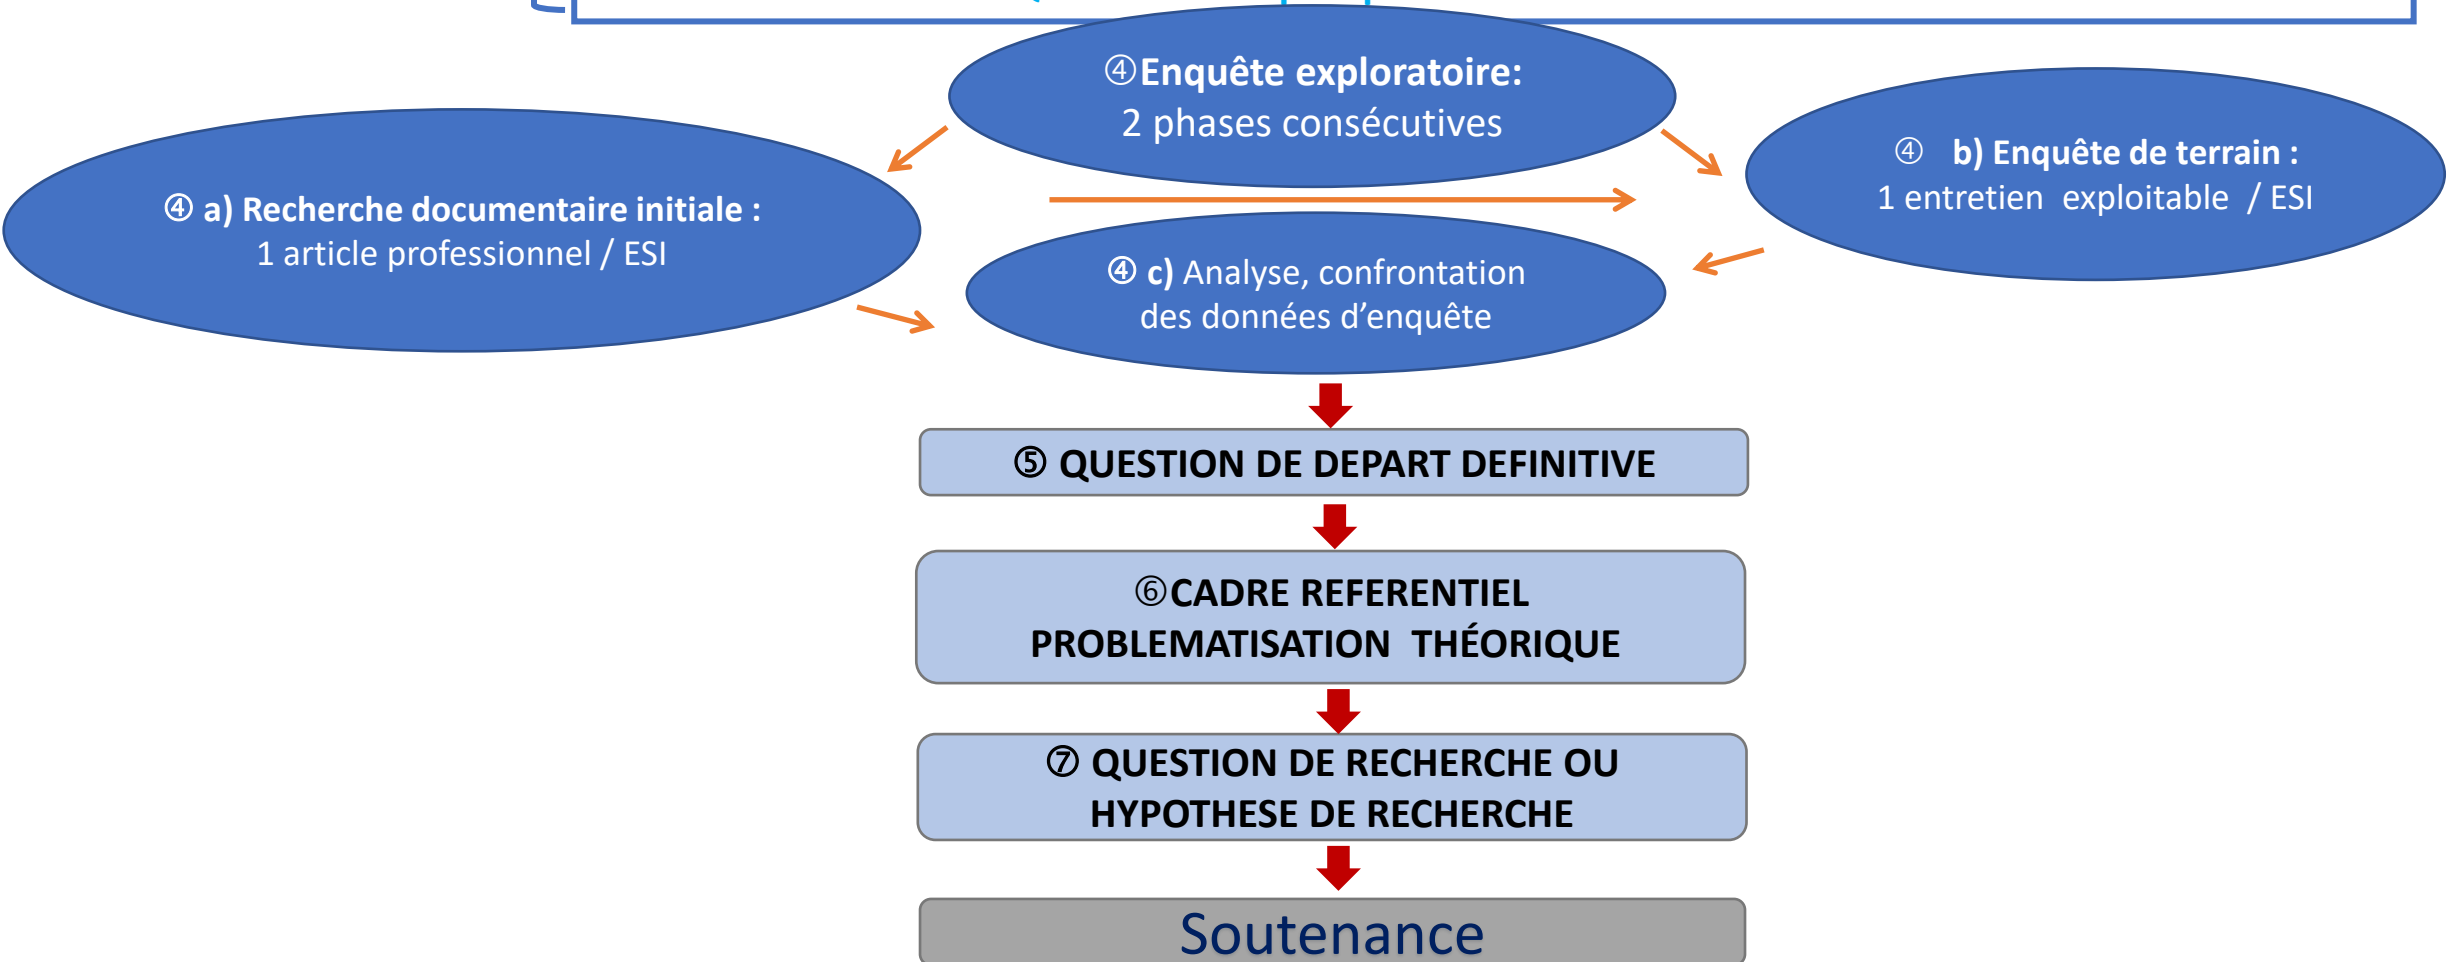 ④Enquête exploratoire:
2 phases consécutives
④ a) Recherche documentaire initiale :
1 article professionnel / ESI
④ b) Enquête de terrain :
1 entretien exploitable / ESI
④ c) Analyse, confrontation
des données d’enquête
⑤ QUESTION DE DEPART DEFINITIVE
⑥CADRE REFERENTIEL
PROBLEMATISATION THÉORIQUE
⑦ QUESTION DE RECHERCHE OU
HYPOTHESE DE RECHERCHE
Soutenance